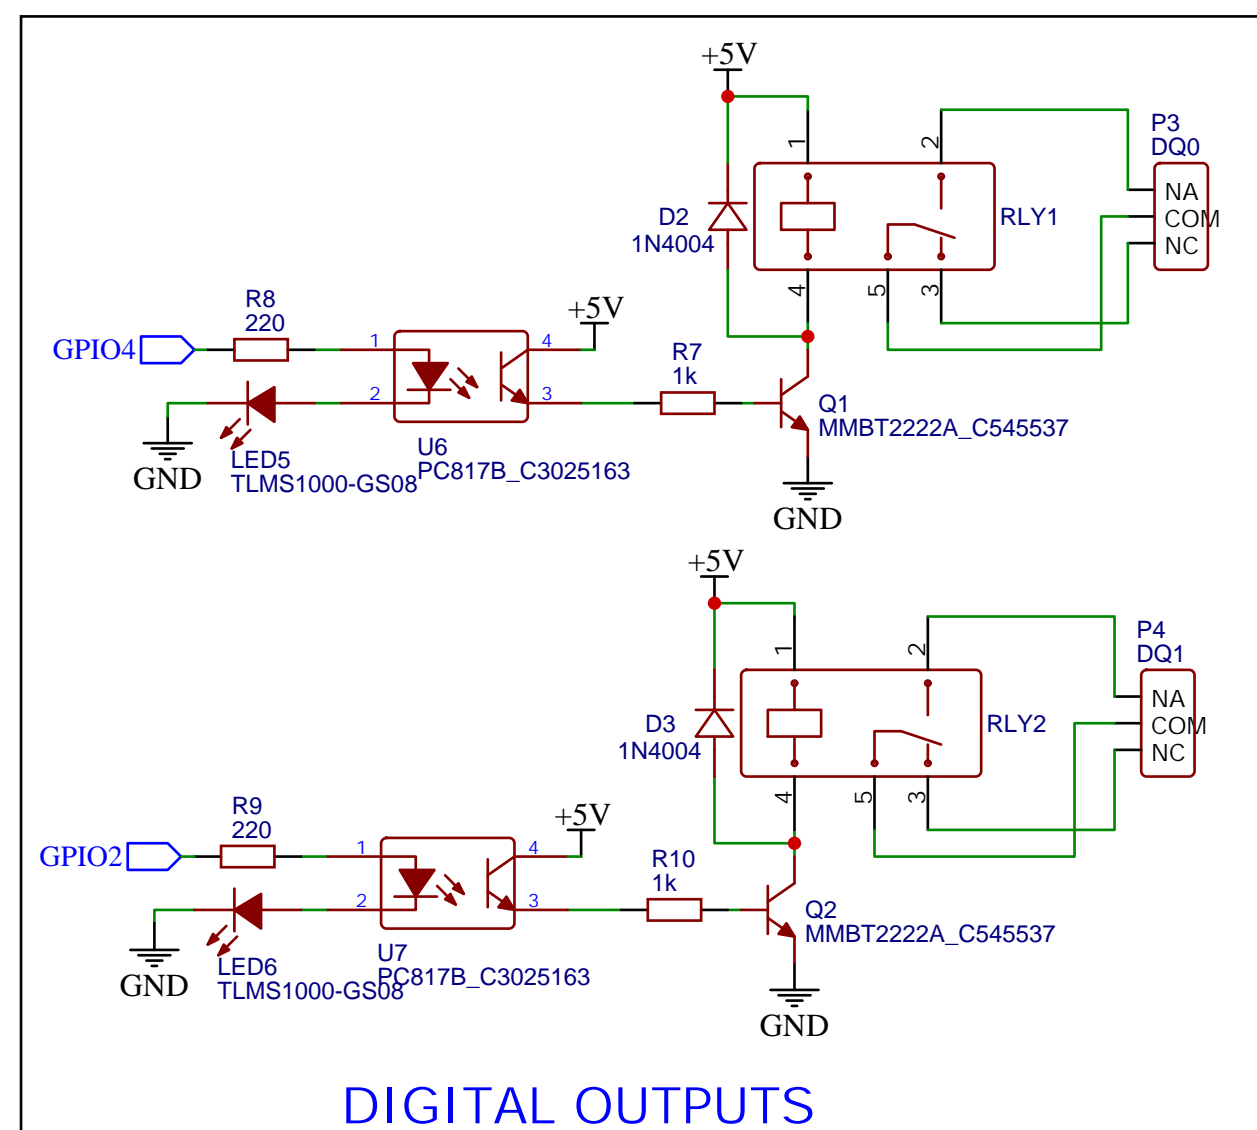 +5V
P3
DQ0
1
2
NA
COM
NC
D2
1N4004
RLY1
4
5
3
R8
220
+5V
GPIO4
1
4
R7
1k
2
3
Q1
MMBT2222A_C545537
GND
LED5
TLMS1000-GS08
U6
PC817B_C3025163
GND
+5V
P4
DQ1
1
2
NA
COM
NC
D3
1N4004
RLY2
4
5
3
R9
220
+5V
GPIO2
1
4
R10
1k
2
3
Q2
MMBT2222A_C545537
GND
LED6
TLMS1000-GS08
U7
PC817B_C3025163
GND
DIGITAL OUTPUTS